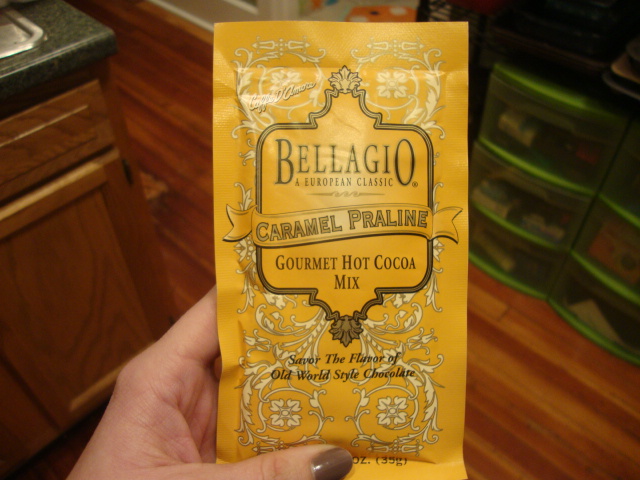 BELLAGIO
A EUROPEAN CLASSIC ®
CARAMEL PRALINE
GOURMET HOT COCOA
MIX
Savor The Flavor of
Old World Style Chocolate
OZ. (35g)